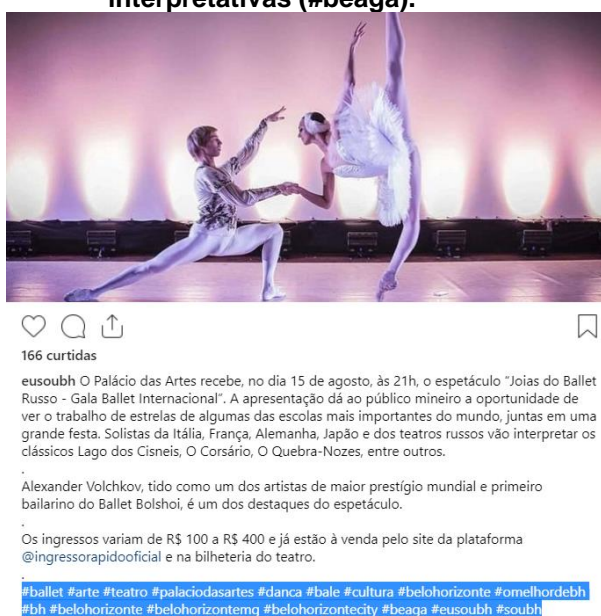 interpretativas (#beaga).
166 curtidas
eusoubh O Palácio das Artes recebe, no dia 15 de agosto, às 21h, o espetáculo "Joias do Ballet
Russo - Gala Ballet Internacional". A apresentação dá ao público mineiro a oportunidade de
ver o trabalho de estrelas de algumas das escolas mais importantes do mundo, juntas em uma
grande festa. Solistas da Itália, França, Alemanha, Japão e dos teatros russos vão interpretar os
clássicos Lago dos Cisneis, O Corsário, O Quebra-Nozes, entre outros.
.
Alexander Volchkov, tido como um dos artistas de maior prestígio mundial e primeiro
bailarino do Ballet Bolshoi, é um dos destaques do espetáculo.
.
Os ingressos variam de R$ 100 a R$ 400 e já estão à venda pelo site da plataforma
@ingressorapidooficial e na bilheteria do teatro.
.
#ballet #arte #teatro #palaciodasartes #danca #bale #cultura #belohorizonte #omelhordebh
#bh #belohorizonte #belohorizontemg #belohorizontecity #beaga #eusoubh #soubh